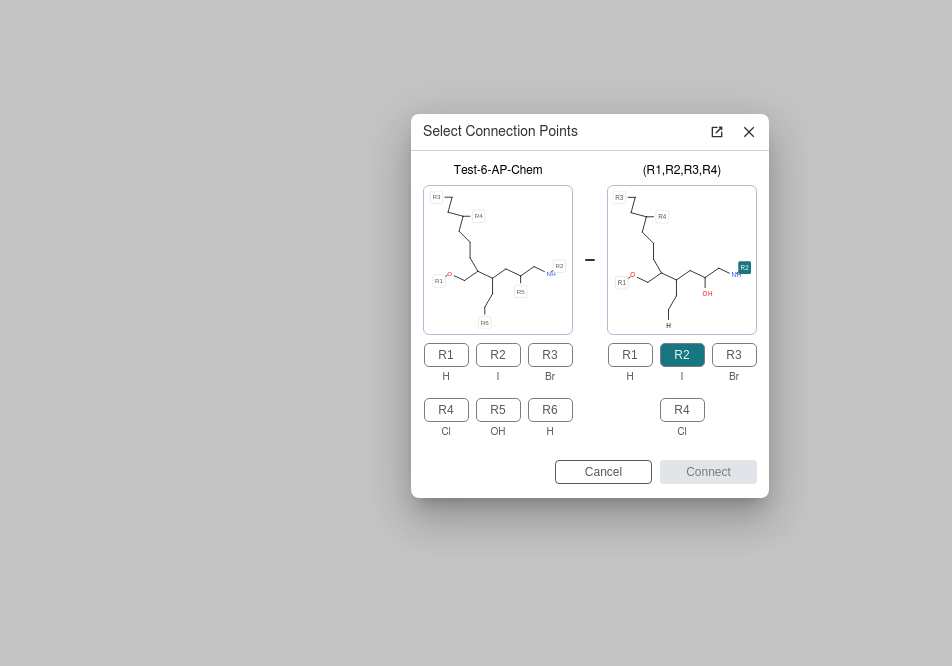 Select Connection Points
Test-6-AP-Chem
(R1,R2,R3,R4)
R3
R4
R1
O
NH
R2
R5
R6
R3
R4
R1
O
NH
R2
OH
H
R1 R2 R3
H I Br
R4 R5 R6
Cl OH H
R1 R2 R3
H I Br
R4
Cl
Cancel
Connect